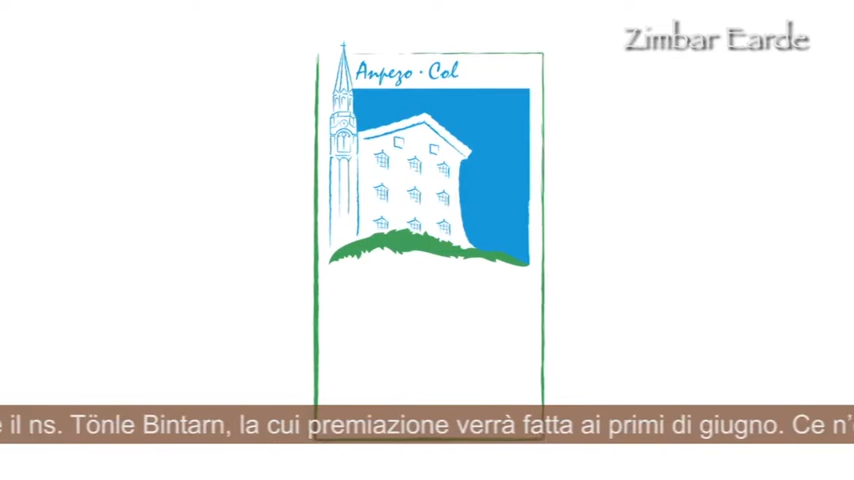 Zimbar Earde
Anpezo · Col
il ns. Tönle Bintarn, la cui premiazione verrà fatta ai primi di giugno. Ce n'